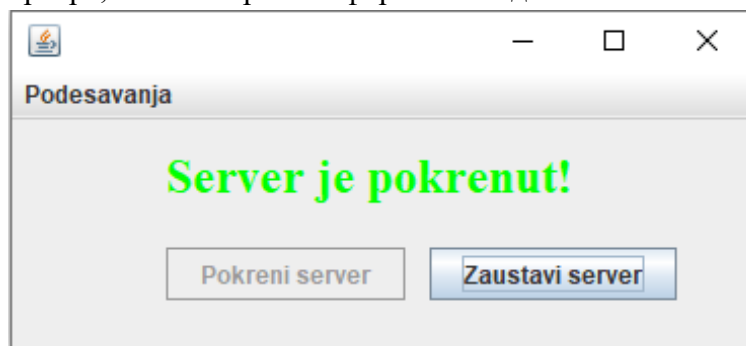 Podesavanja
Server je pokrenut!
Pokreni server
Zaustavi server